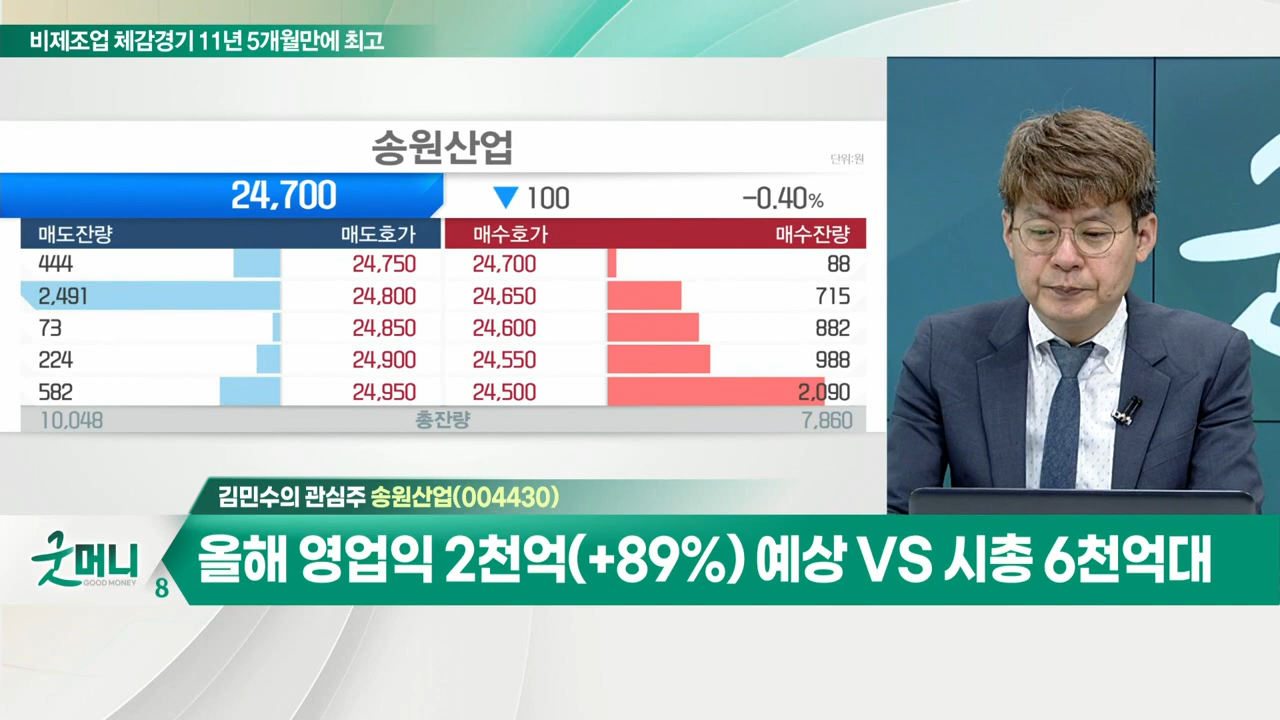 비제조업 체감경기 11년 5개월만에 최고
송원산업
단위:원
24,700 ▼ 100 -0.40%
매도잔량 매도호가 매수호가 매수잔량
444 24,750 24,700 88
2,491 24,800 24,650 715
73 24,850 24,600 882
224 24,900 24,550 988
582 24,950 24,500 2,090
10,048 총잔량 7,860
김민수의 관심주 송원산업(004430)
굿머니
GOOD MONEY
8
올해 영업익 2천억(+89%) 예상 VS 시총 6천억대